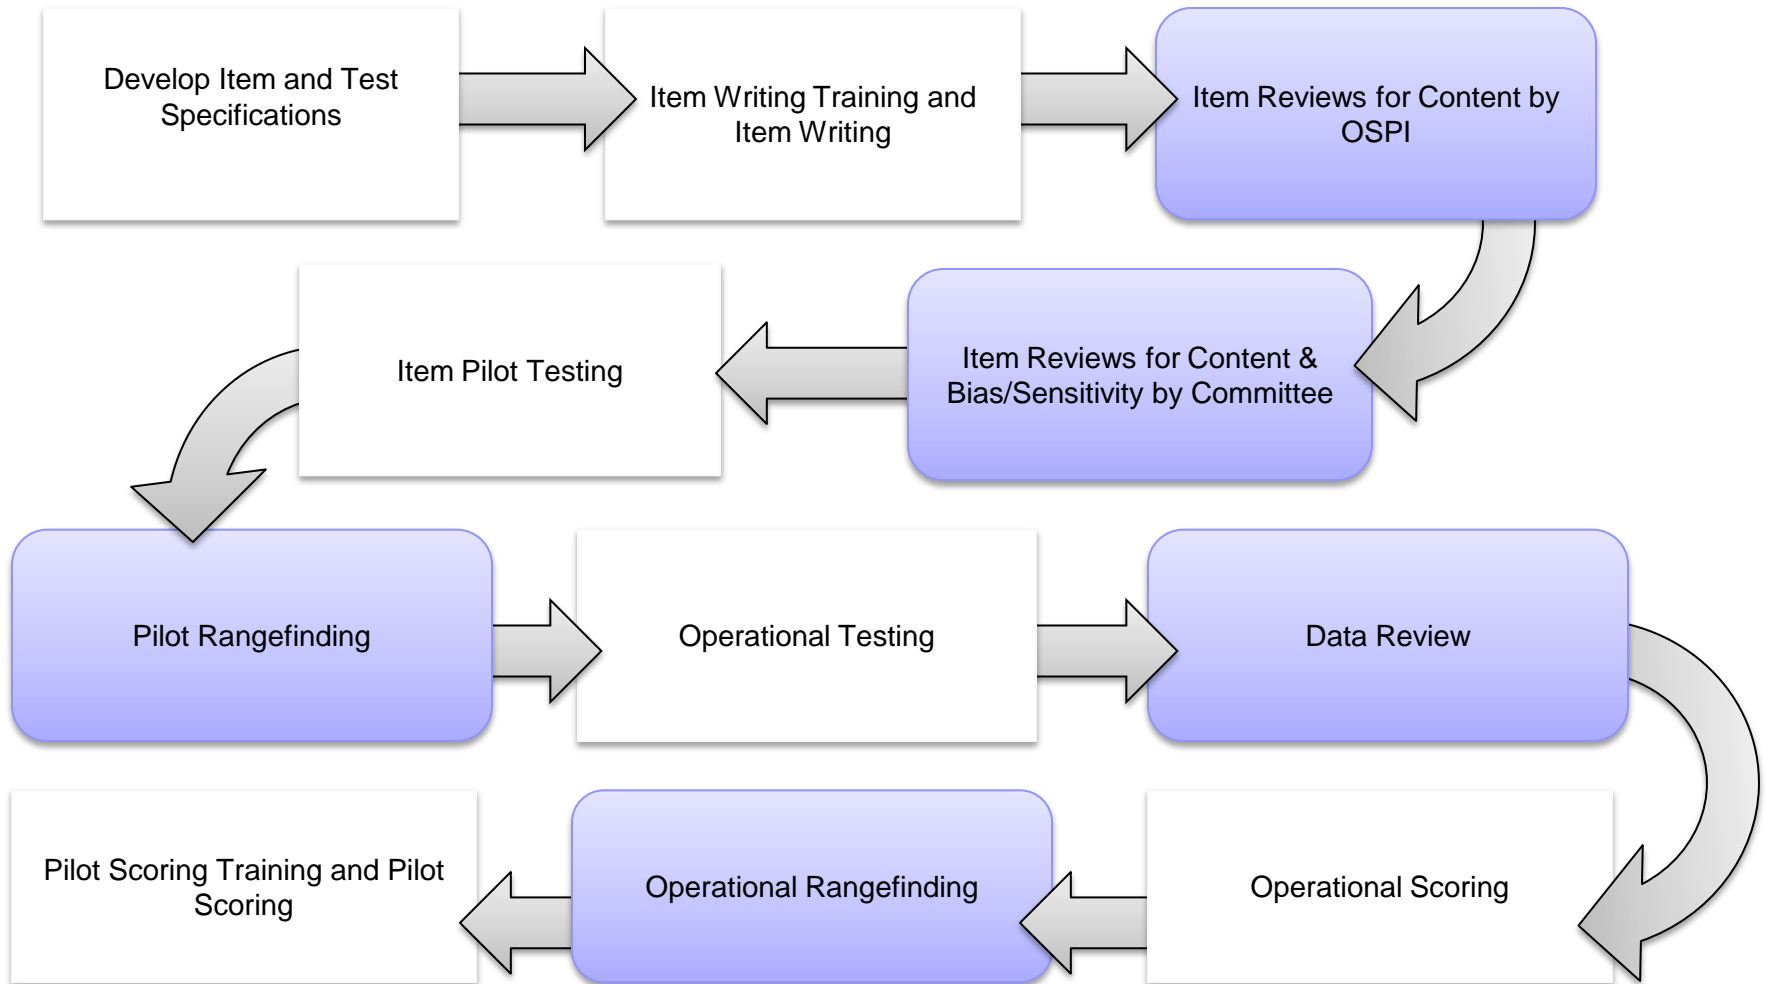 Develop Item and Test
Specifications
Item Writing Training and
Item Writing
Item Reviews for Content by
OSPI
Item Pilot Testing
Item Reviews for Content &
Bias/Sensitivity by Committee
Pilot Rangefinding
Operational Testing
Data Review
Pilot Scoring Training and Pilot
Scoring
Operational Rangefinding
Operational Scoring